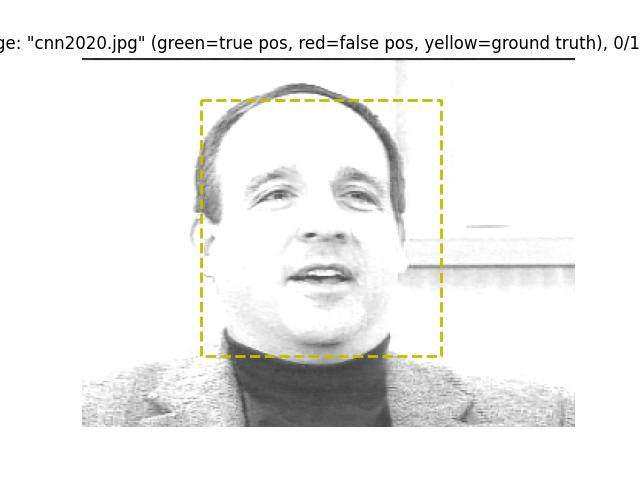 ge: "cnn2020.jpg" (green=true pos, red=false pos, yellow=ground truth), 0/1